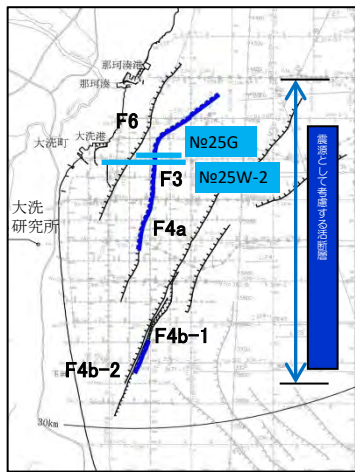 那珂湊港
那珂湊
F6
№25G
大洗港
大洗町
F3
№25W-2
大洗
研究所
F4a
震源として考慮する活断層
F4b-1
F4b-2
30km